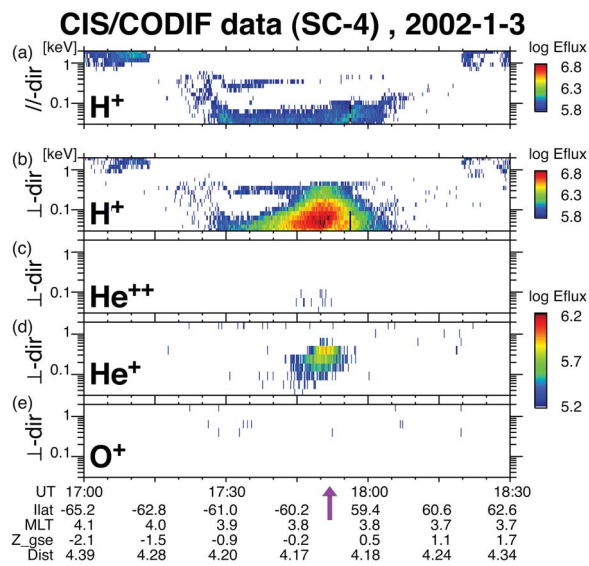 CIS/CODIF data (SC-4) , 2002-1-3
(a) [keV] log Eflux
//-dir 1 0.1 H+ 6.8 6.3 5.8
(b) [keV] log Eflux
⊥-dir 1 0.1 H+ 6.8 6.3 5.8
(c)
⊥-dir 1 0.1 He++
log Eflux
(d) 6.2
⊥-dir 1 0.1 He+ 5.7 5.2
(e)
⊥-dir 1 0.1 O+
UT 17:00 17:30 18:00 18:30
Ilat -65.2 -62.8 -61.0 -60.2 59.4 60.6 62.6
MLT 4.1 4.0 3.9 3.8 3.8 3.7 3.7
Z_gse -2.1 -1.5 -0.9 -0.2 0.5 1.1 1.7
Dist 4.39 4.28 4.20 4.17 4.18 4.24 4.34